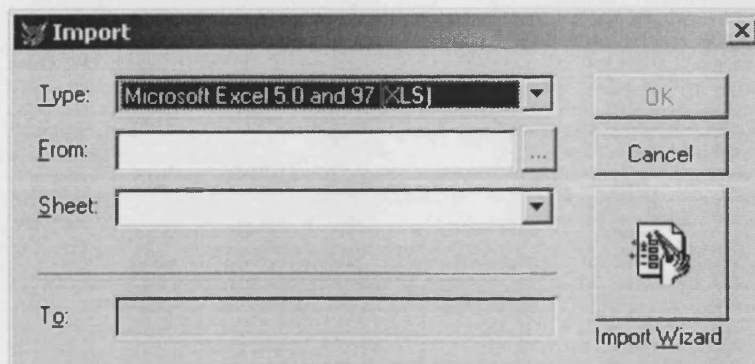 Import
Type: Microsoft Excel 5.0 and 97 (XLS)
OK
From:
...
Cancel
Sheet:
To:
Import Wizard